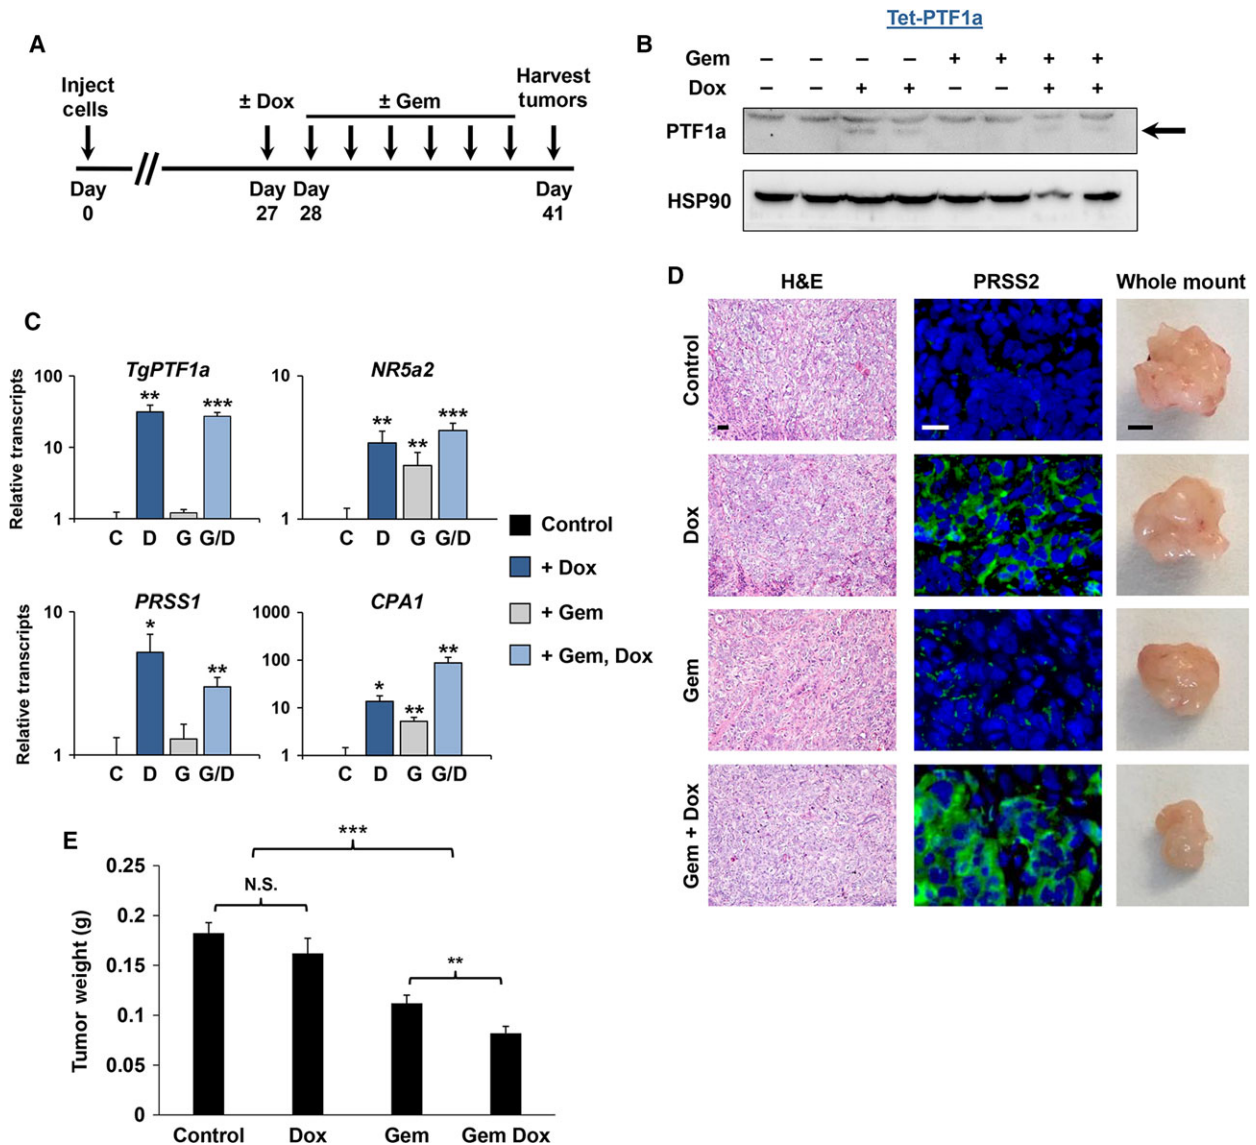 A
Inject
cells
± Dox
± Gem
Harvest
tumors
Day
0
Day
27
Day
28
Day
41
Tet-PTF1a
B
Gem – – – – + + + +
Dox – – + + – – + +
PTF1a
HSP90
C
TgPTF1a
Relative transcripts
100
10
1
C D G G/D
** ***
NR5a2
10
1
C D G G/D
** ** ***
PRSS1
Relative transcripts
10
1
C D G G/D
* **
CPA1
1000
100
10
1
C D G G/D
* ** **
Control
+ Dox
+ Gem
+ Gem, Dox
D
H&E PRSS2 Whole mount
Control
Dox
Gem
Gem + Dox
E
Tumor weight (g)
0.25
0.2
0.15
0.1
0.05
0
***
N.S.
**
Control Dox Gem Gem Dox